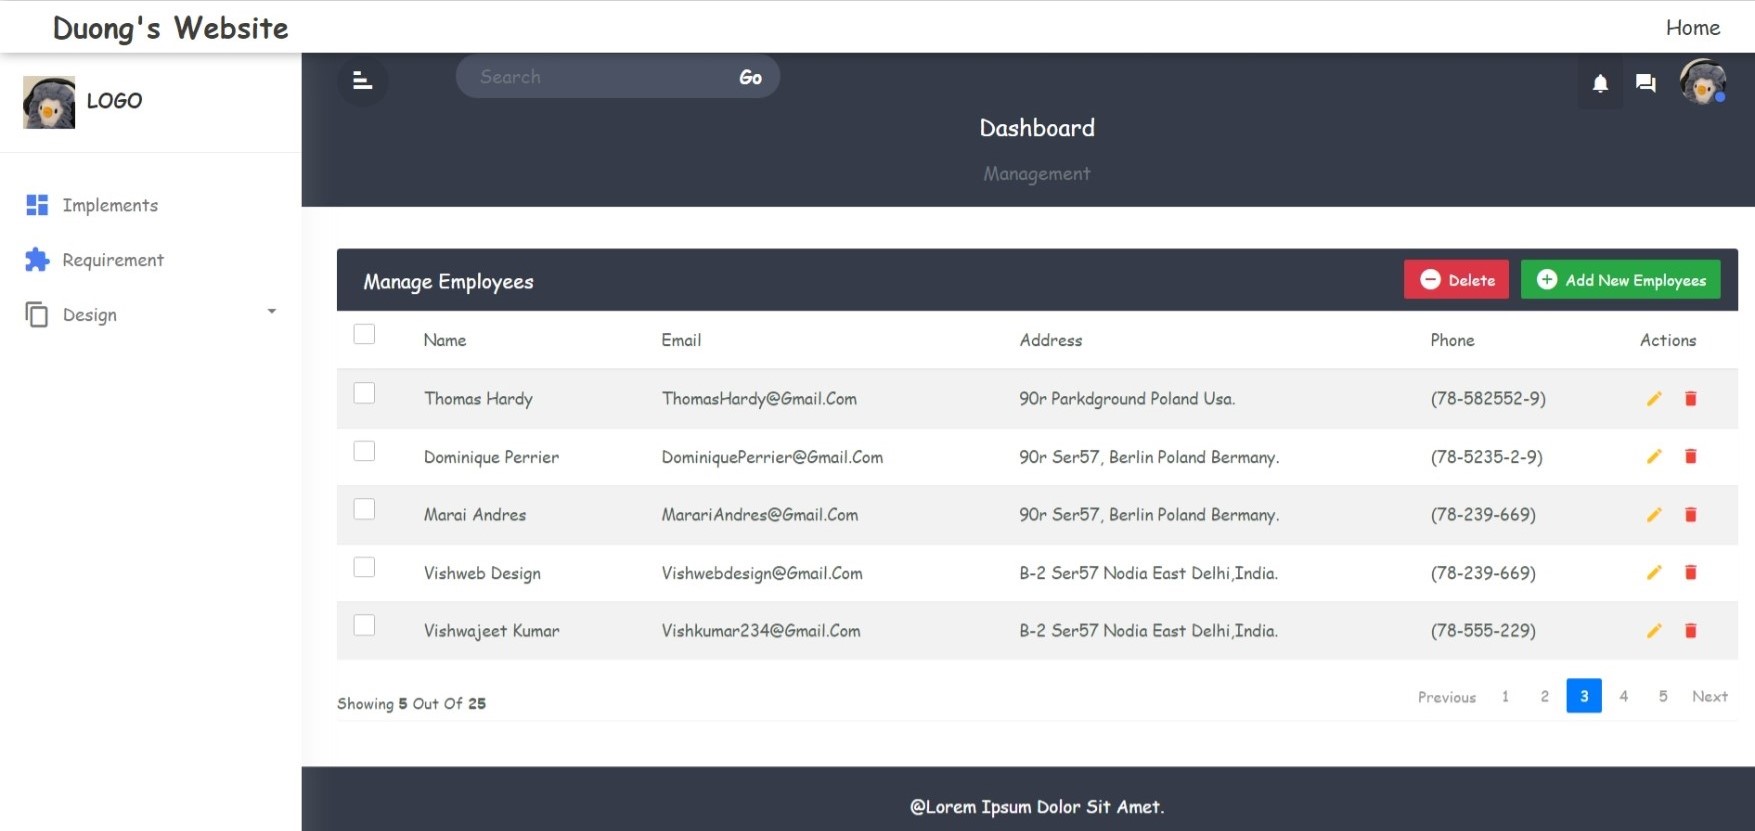 Duong's Website
Home
LOGO
Search
Go
Dashboard
Management
Implements
Requirement
Design
Manage Employees
Delete
Add New Employees
Name Email Address Phone Actions
Thomas Hardy ThomasHardy@Gmail.Com 90r Parkdground Poland Usa. (78-582552-9)
Dominique Perrier DominiquePerrier@Gmail.Com 90r Ser57, Berlin Poland Bermany. (78-5235-2-9)
Marai Andres MarariAndres@Gmail.Com 90r Ser57, Berlin Poland Bermany. (78-239-669)
Vishweb Design Vishwebdesign@Gmail.Com B-2 Ser57 Nodia East Delhi,India. (78-239-669)
Vishwajeet Kumar Vishkumar234@Gmail.Com B-2 Ser57 Nodia East Delhi,India. (78-555-229)
Showing 5 Out Of 25
Previous 1 2 3 4 5 Next
@Lorem Ipsum Dolor Sit Amet.